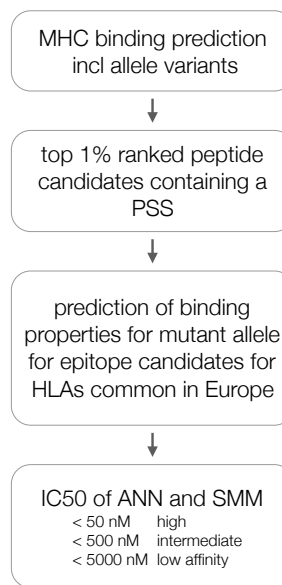 MHC binding prediction
incl allele variants
top 1% ranked peptide
candidates containing a
PSS
prediction of binding
properties for mutant allele
for epitope candidates for
HLAs common in Europe
IC50 of ANN and SMM
< 50 nM high
< 500 nM intermediate
< 5000 nM low affinity